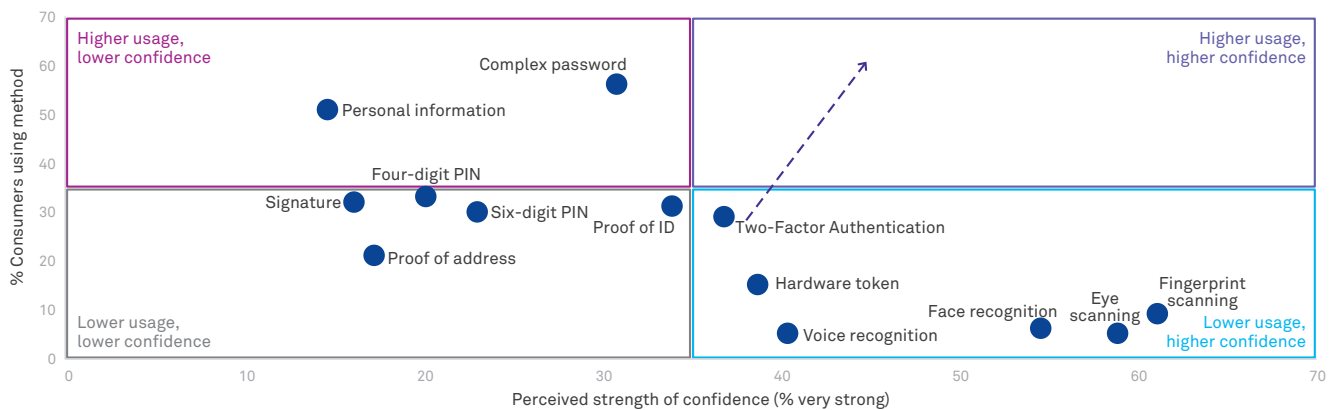 70
Higher usage,
lower confidence
Higher usage,
higher confidence
60
Complex password
50
Personal information
40
Four-digit PIN
30
Signature
Six-digit PIN
Proof of ID
Two-Factor Authentication
20
Proof of address
Hardware token
10
Face recognition
Eye
scanning
Fingerprint
scanning
Voice recognition
Lower usage,
lower confidence
Lower usage,
higher confidence
0
0 10 20 30 40 50 60 70
% Consumers using method
Perceived strength of confidence (% very strong)